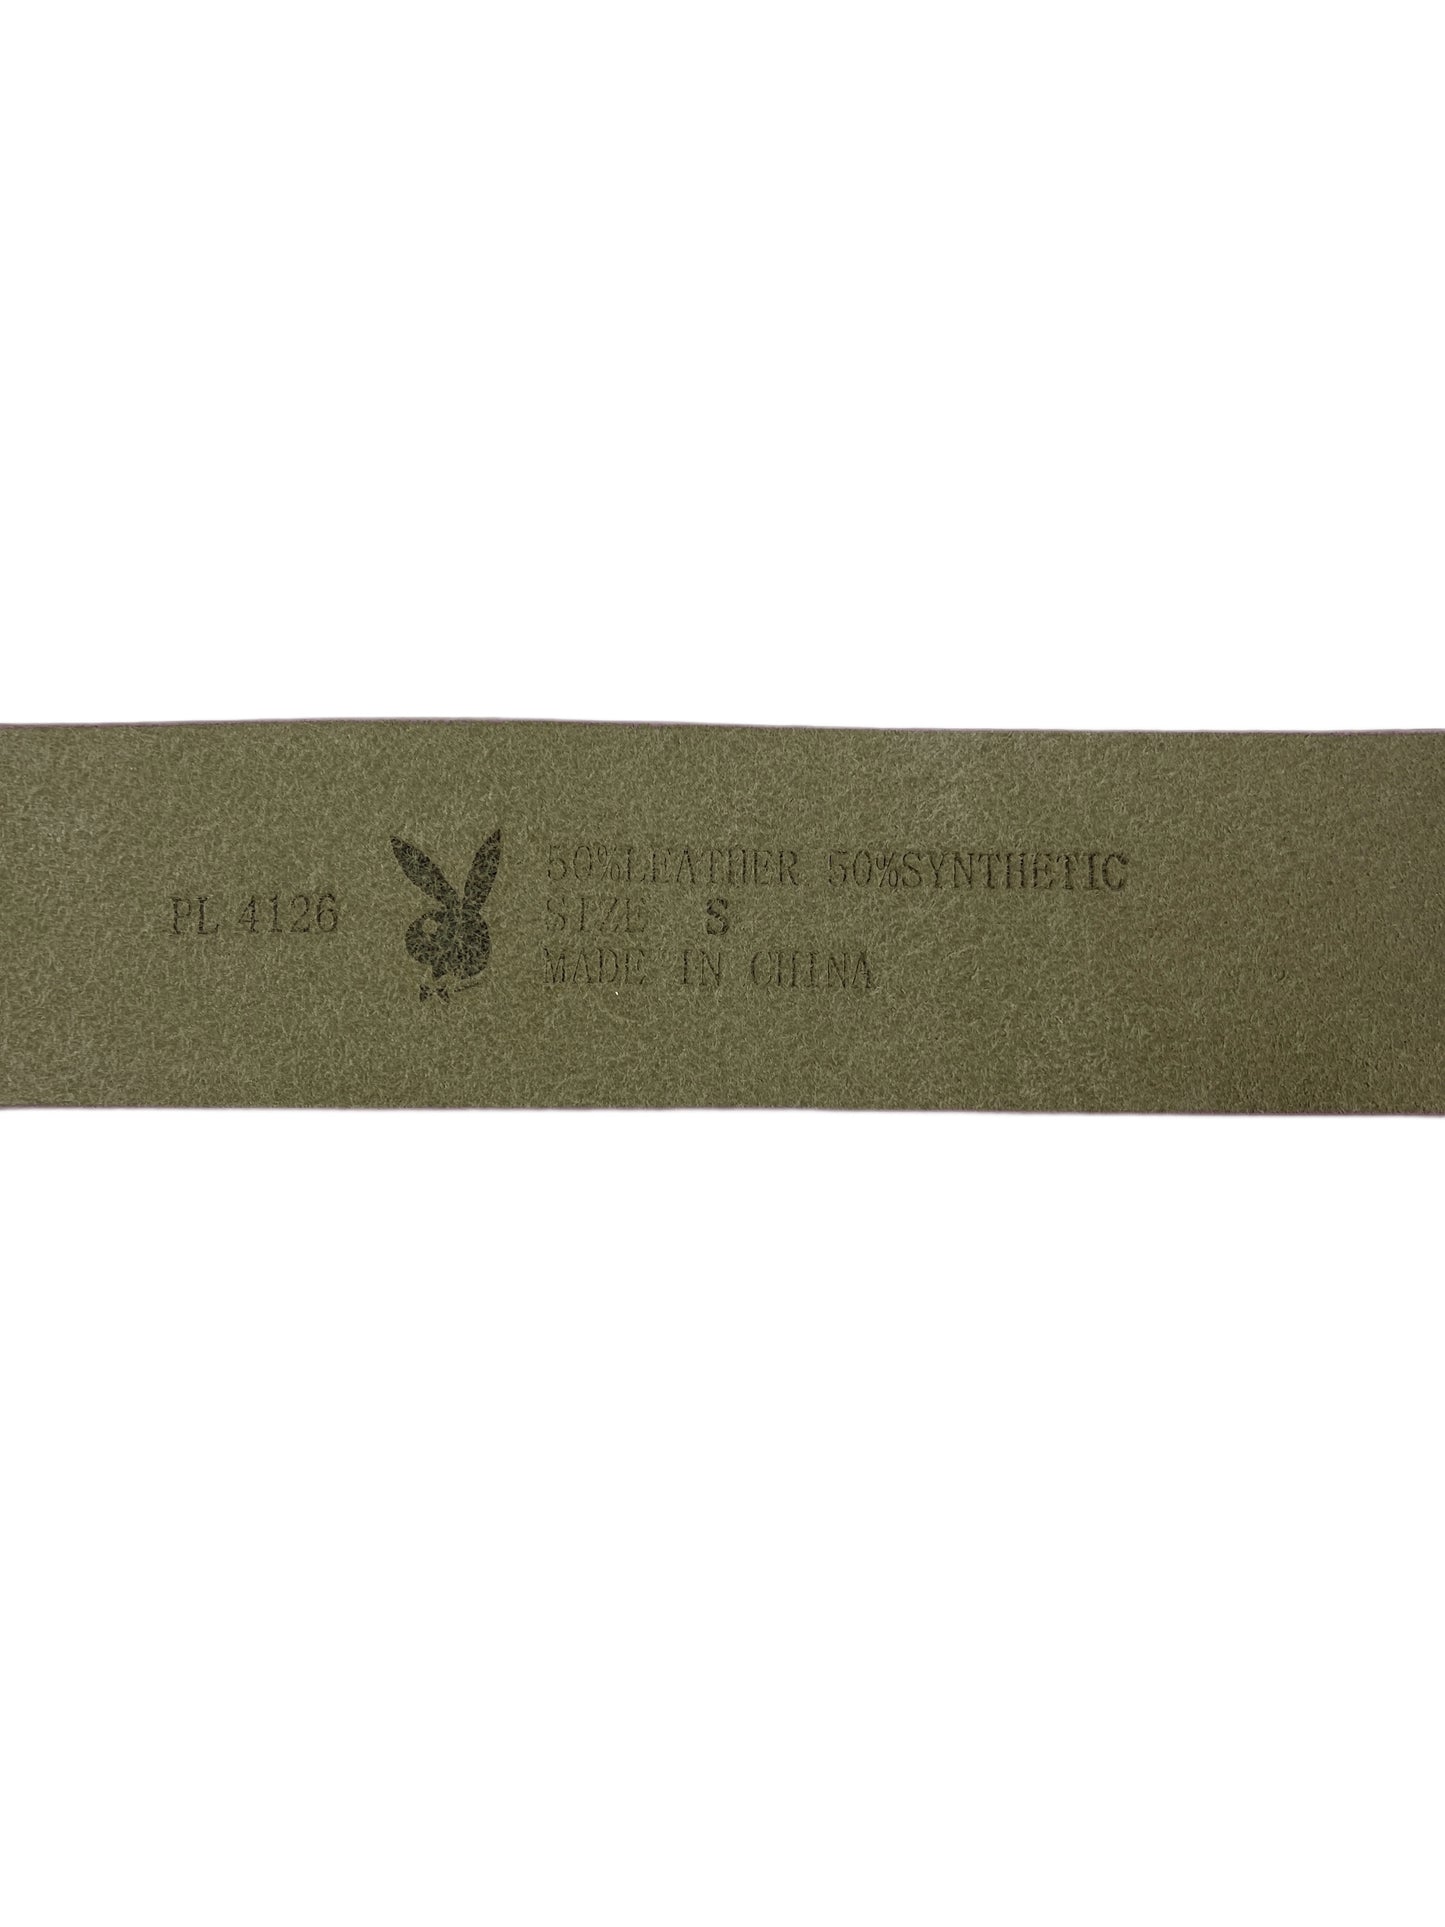 PL 4126
50%LEATHER 50%SYNTHETIC
SIZE S
MADE IN CHINA